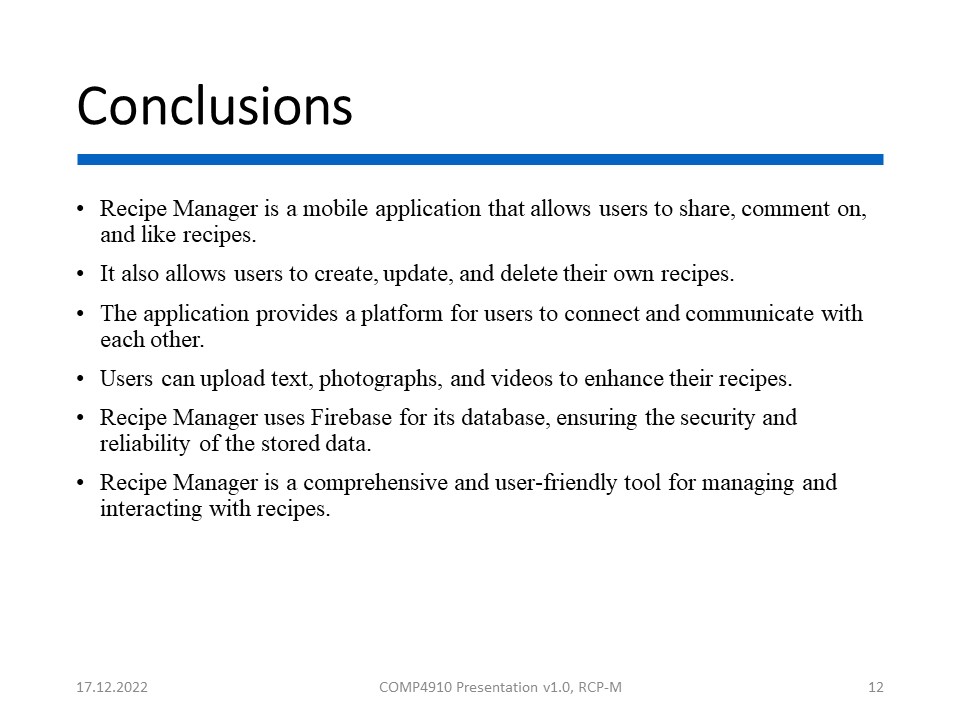 Conclusions
• Recipe Manager is a mobile application that allows users to share, comment on,
and like recipes.
• It also allows users to create, update, and delete their own recipes.
• The application provides a platform for users to connect and communicate with
each other.
• Users can upload text, photographs, and videos to enhance their recipes.
• Recipe Manager uses Firebase for its database, ensuring the security and
reliability of the stored data.
• Recipe Manager is a comprehensive and user-friendly tool for managing and
interacting with recipes.
17.12.2022 COMP4910 Presentation v1.0, RCP-M 12